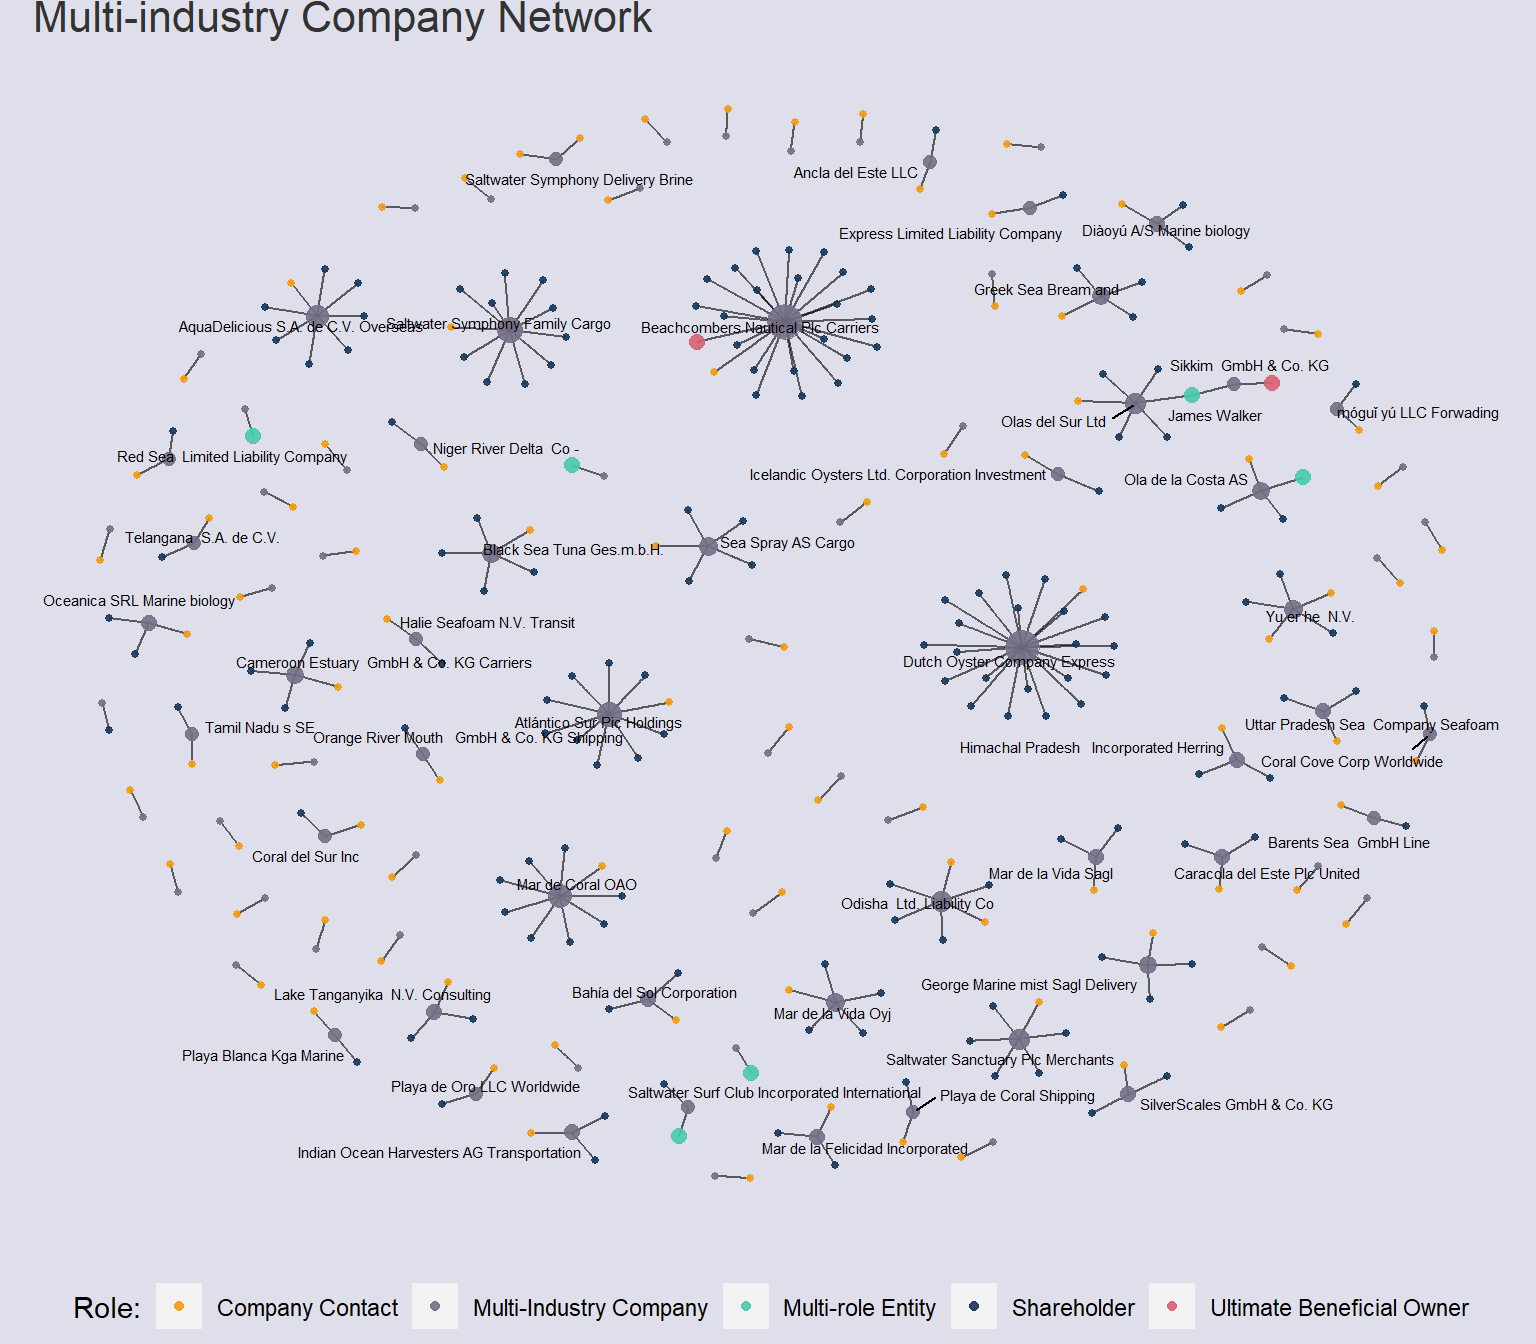 Multi-industry Company Network
Saltwater Symphony Delivery Brine
Ancla del Este LLC
Express Limited Liability Company
Diàoyú A/S Marine biology
Greek Sea Bream and
AquaDelicious S.A. de C.V. Overseas
Saltwater Symphony Family Cargo
Beachcombers Nautical Plc Carriers
Sikkim  GmbH & Co. KG
James Walker
Olas del Sur Ltd
móguǐ yú LLC Forwading
Red Sea  Limited Liability Company
Niger River Delta  Co -
Icelandic Oysters Ltd. Corporation Investment
Ola de la Costa AS
Telangana  S.A. de C.V.
Black Sea Tuna Ges.m.b.H.
Sea Spray AS Cargo
Oceanica SRL Marine biology
Halie Seafoam N.V. Transit
Yu er he  N.V.
Cameroon Estuary  GmbH & Co. KG Carriers
Dutch Oyster Company Express
Tamil Nadu s SE
Atlántico Sur Plc Holdings
Orange River Mouth   GmbH & Co. KG Shipping
Uttar Pradesh Sea  Company Seafoam
Himachal Pradesh   Incorporated Herring
Coral Cove Corp Worldwide
Coral del Sur Inc
Barents Sea  GmbH Line
Mar de la Vida Sagl
Caracola del Este Plc United
Mar de Coral OAO
Odisha  Ltd. Liability Co
Lake Tanganyika  N.V. Consulting
Bahía del Sol Corporation
George Marine mist Sagl Delivery
Mar de la Vida Oyj
Playa Blanca Kga Marine
Saltwater Sanctuary Plc Merchants
Playa de Oro LLC Worldwide
Saltwater Surf Club Incorporated International
Playa de Coral Shipping
SilverScales GmbH & Co. KG
Indian Ocean Harvesters AG Transportation
Mar de la Felicidad Incorporated
Role: Company Contact Multi-Industry Company Multi-role Entity Shareholder Ultimate Beneficial Owner